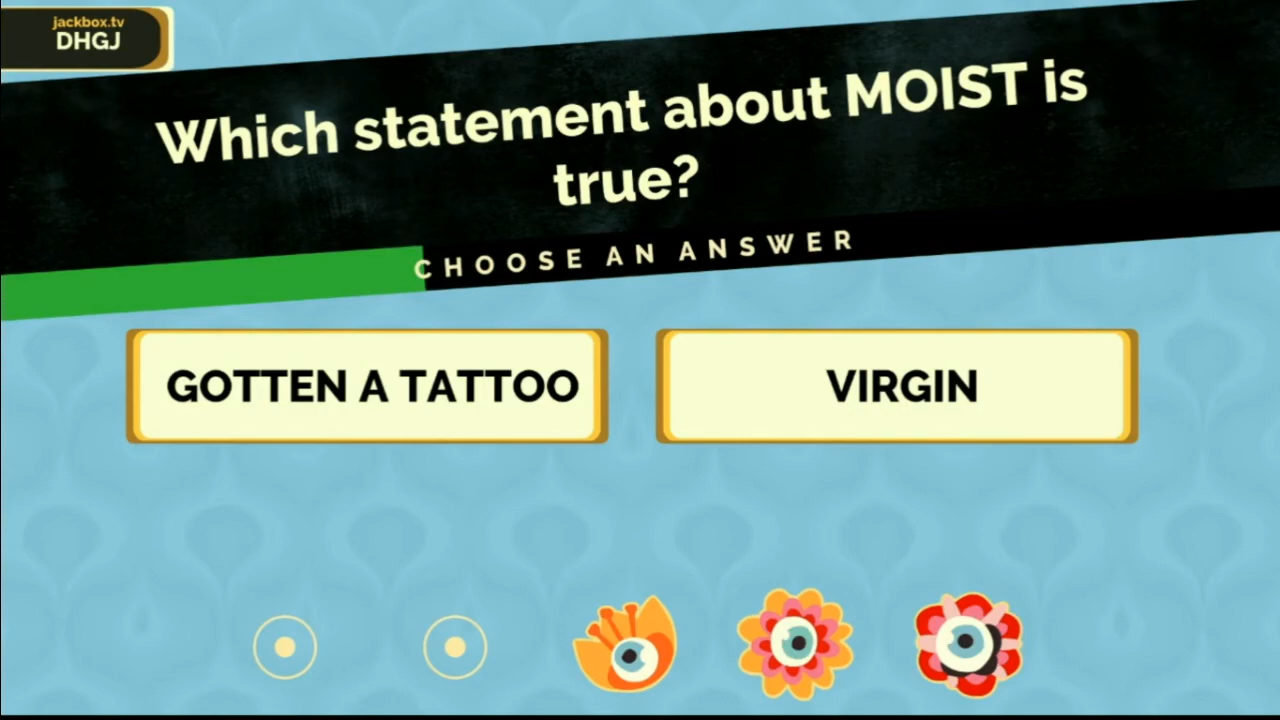 jackbox.tv
DHGJ
Which statement about MOIST is
true?
CHOOSE AN ANSWER
GOTTEN A TATTOO
VIRGIN